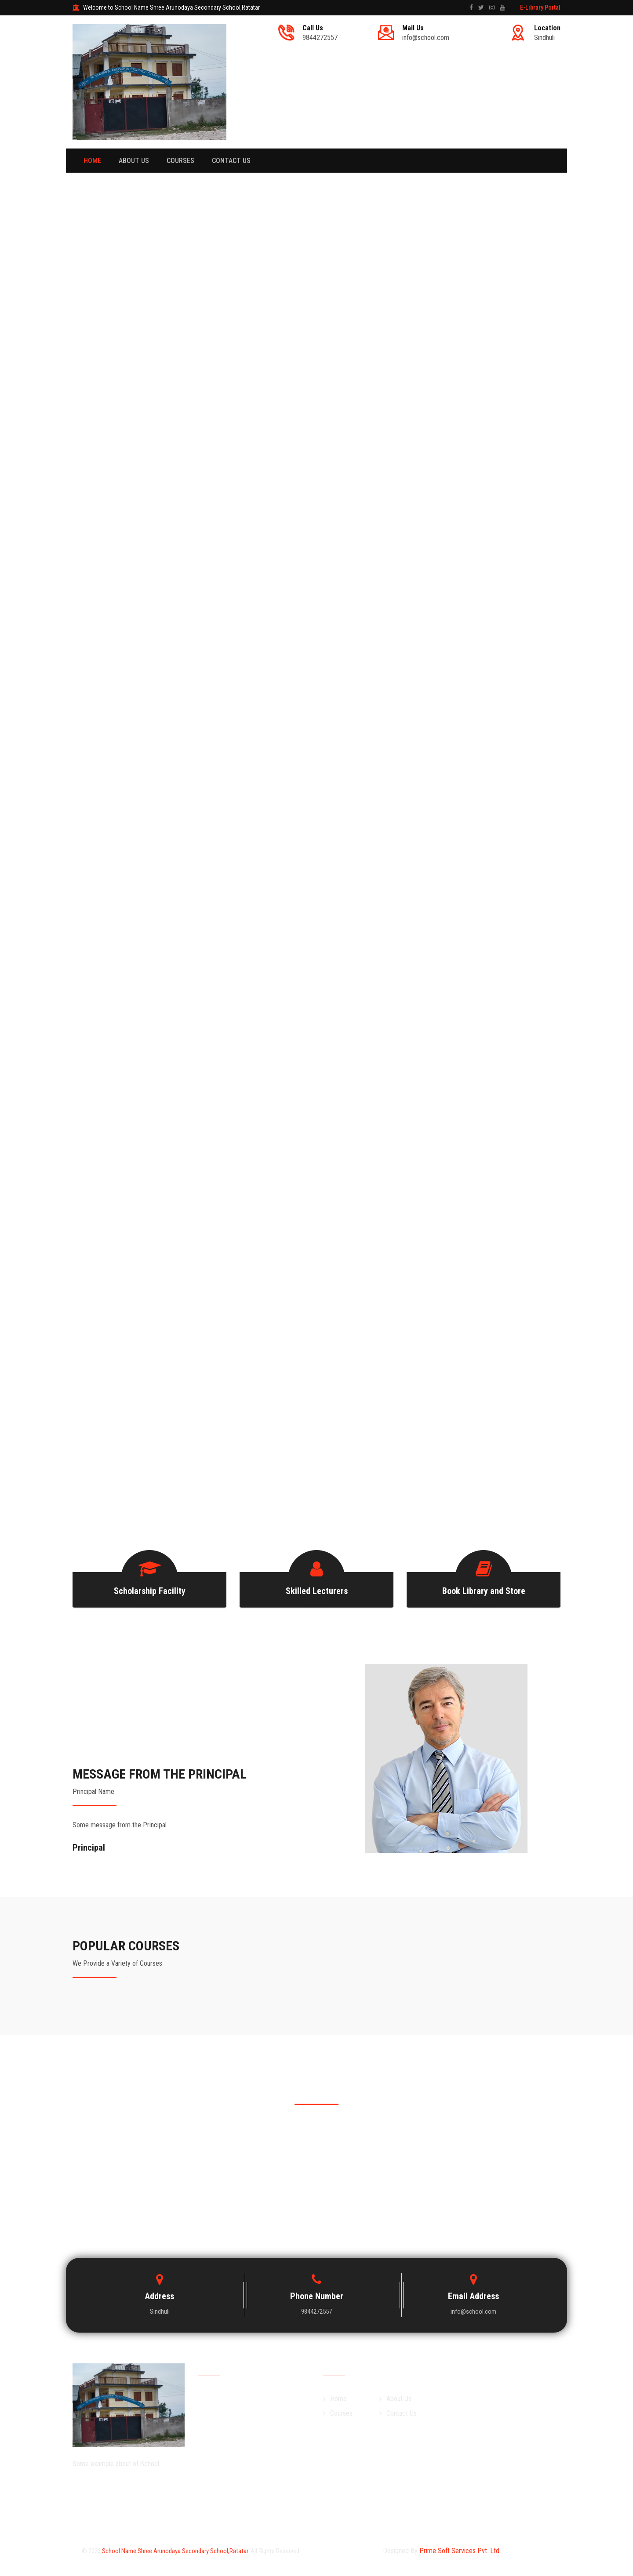 Welcome to School Name Shree Arunodaya Secondary School,Ratatar
E-Library Portal
Call Us
9844272557
Mail Us
info@school.com
Location
Sindhuli
HOME ABOUT US COURSES CONTACT US
Scholarship Facility
Skilled Lecturers
Book Library and Store
MESSAGE FROM THE PRINCIPAL
Principal Name
Some message from the Principal
Principal
POPULAR COURSES
We Provide a Variety of Courses
Address
Sindhuli
Phone Number
9844272557
Email Address
info@school.com
Home
About Us
Courses
Contact Us
Some example about of School
School Name Shree Arunodaya Secondary School,Ratatar
All Rights Reserved
Designed by Prime Soft Services Pvt. Ltd.